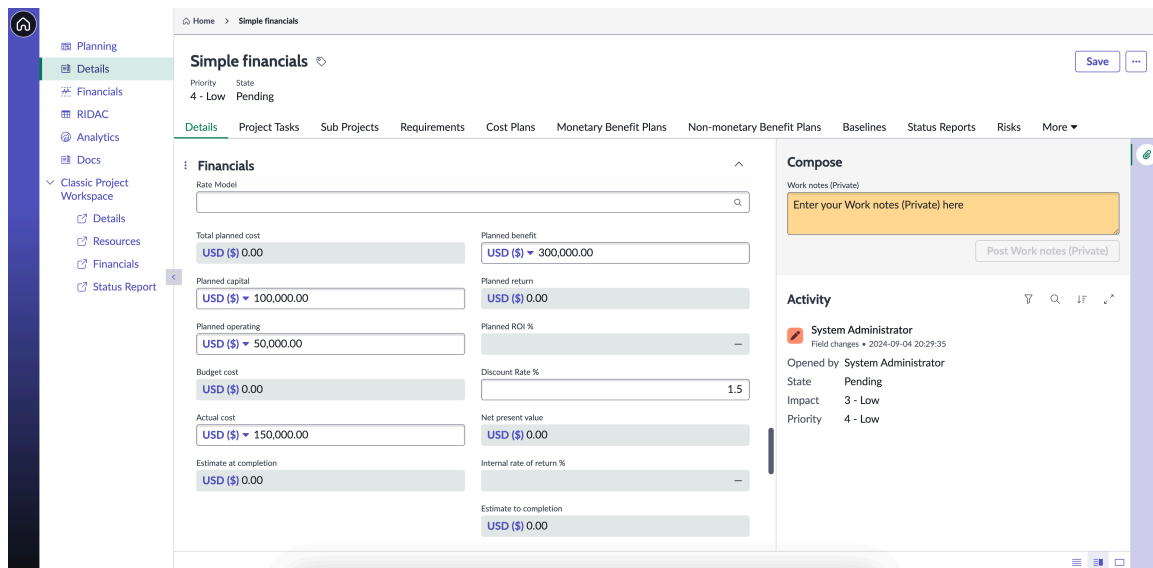 Home > Simple financials
Planning
Details
Financials
RIDAC
Analytics
Docs
Classic Project
Workspace
Details
Resources
Financials
Status Report
Simple financials
Save
Priority State
4 - Low Pending
Details Project Tasks Sub Projects Requirements Cost Plans Monetary Benefit Plans Non-monetary Benefit Plans Baselines Status Reports Risks More
Financials
Rate Model
Total planned cost
USD ($) 0.00
Planned benefit
USD ($) 300,000.00
Planned capital
USD ($) 100,000.00
Planned return
USD ($) 0.00
Planned operating
USD ($) 50,000.00
Planned ROI %
—
Budget cost
USD ($) 0.00
Discount Rate %
1.5
Actual cost
USD ($) 150,000.00
Net present value
USD ($) 0.00
Estimate at completion
USD ($) 0.00
Internal rate of return %
—
Estimate to completion
USD ($) 0.00
Compose
Work notes (Private)
Enter your Work notes (Private) here
Post Work notes (Private)
Activity
System Administrator
Field changes • 2024-09-04 20:29:35
Opened by System Administrator
State Pending
Impact 3 - Low
Priority 4 - Low